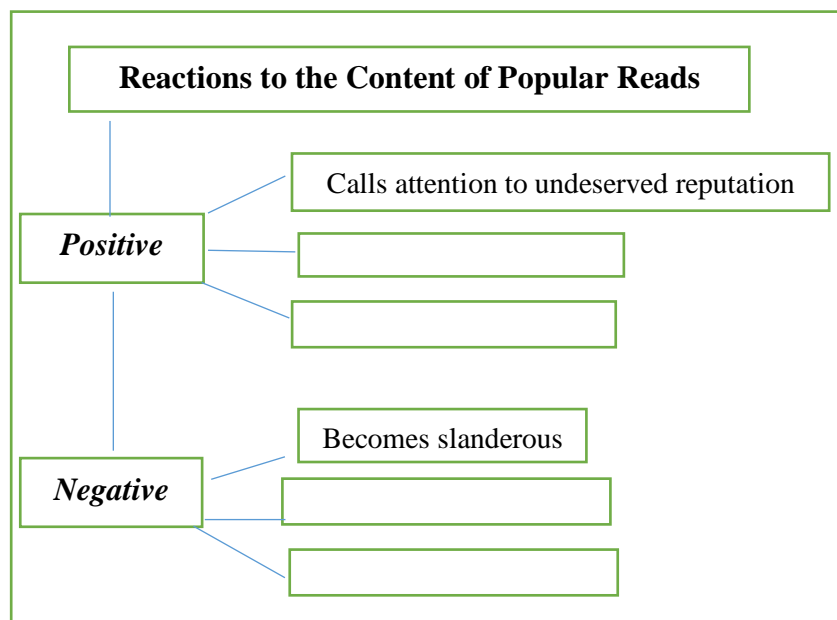 Reactions to the Content of Popular Reads
Calls attention to undeserved reputation
Positive
Becomes slanderous
Negative